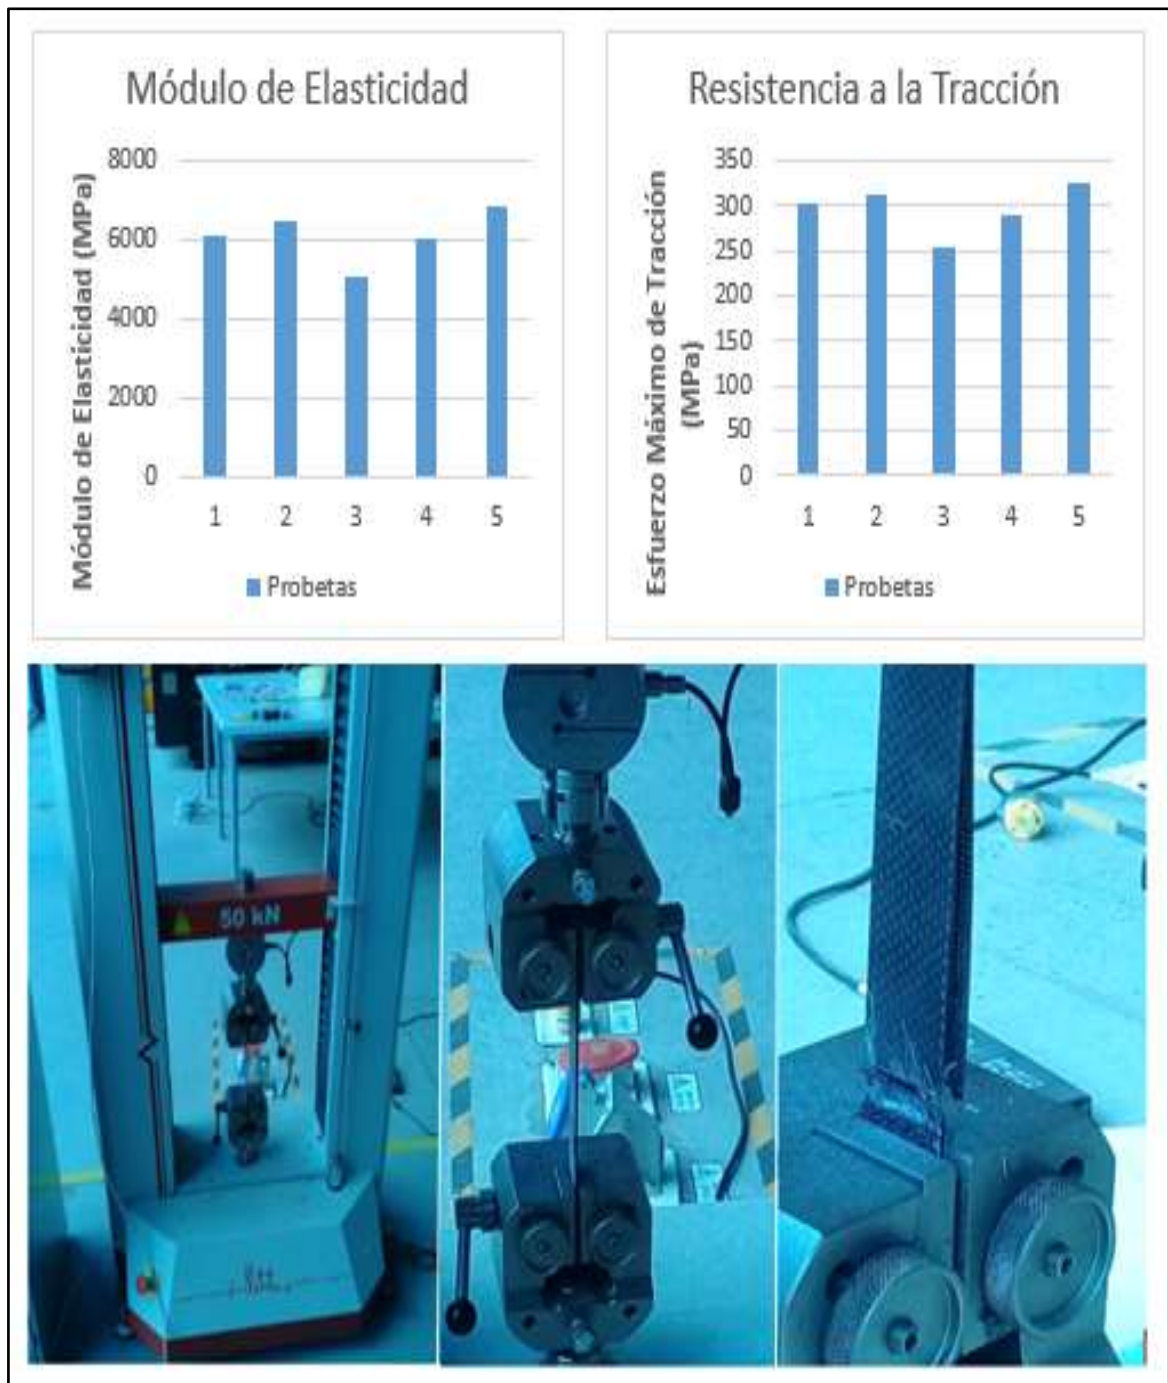 Módulo de Elasticidad
Módulo de Elasticidad (MPa)
8000
6000
4000
2000
0
1 2 3 4 5
Probetas
Resistencia a la Tracción
Esfuerzo Máximo de Tracción
(MPa)
350
300
250
200
150
100
50
0
1 2 3 4 5
Probetas
50 kN